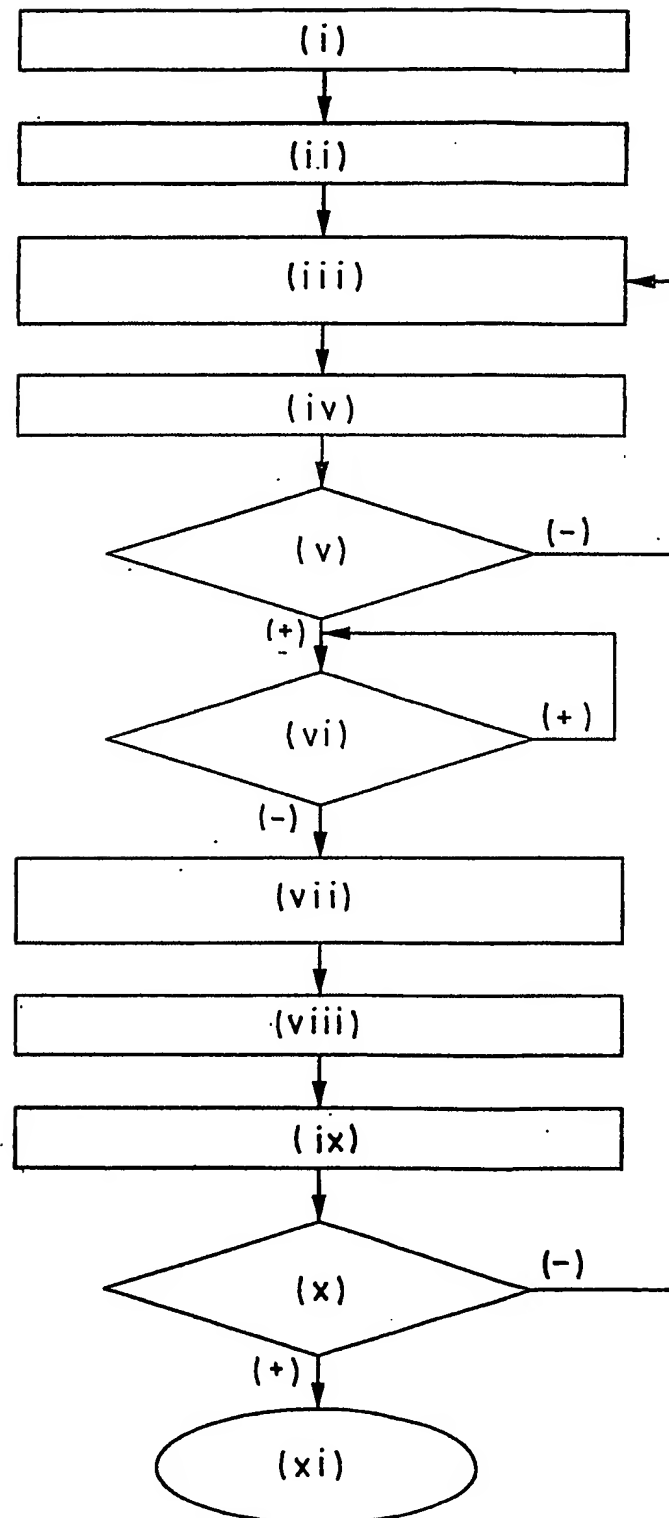 (i)
(ii)
(iii)
(iv)
(v)
(-)
(+)
(vi)
(+)
(-)
(vii)
(viii)
(ix)
(x)
(-)
(+)
(xi)